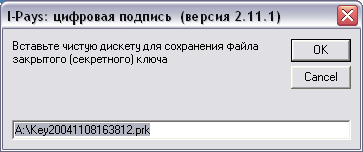 I-Pays: цифровая подпись (версия 2.11.1)
Вставьте чистую дискету для сохранения файла
закрытого (секретного) ключа
OK
Cancel
A:\Key20041108163812.prk